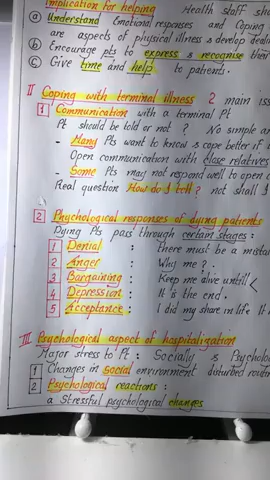 Implication for helping Health staff sh
ⓐ Understand Emotional responses and Coping
are aspects of physical illness & develop deali
ⓑ Encourage pts to express & recognise their
ⓒ Give time and help to patients.
II Coping with terminal illness 2 main iss
1 Communication with a terminal Pt
Pt should be told or not ? No simple an
- Many Pts want to know & cope better if i
Open communication with close relatives
- Some Pts may not respond well to open c
Real question How do I tell ? not shall I
2 Phychological responses of dying patients
Dying Pts pass through certain stages :
1 Denial : There must be a mista
2 Anger : Why me ?
3 Bargaining : Keep me alive until <
4 Depression : It is the end.
5 Acceptance : I did my share in life It
III Psychological aspect of hospitalization
Major stress to Pt : Socially & Psycholo
1 Changes in social environment disturbed routin
2 Psychological reactions :
a Stressful psychological changes